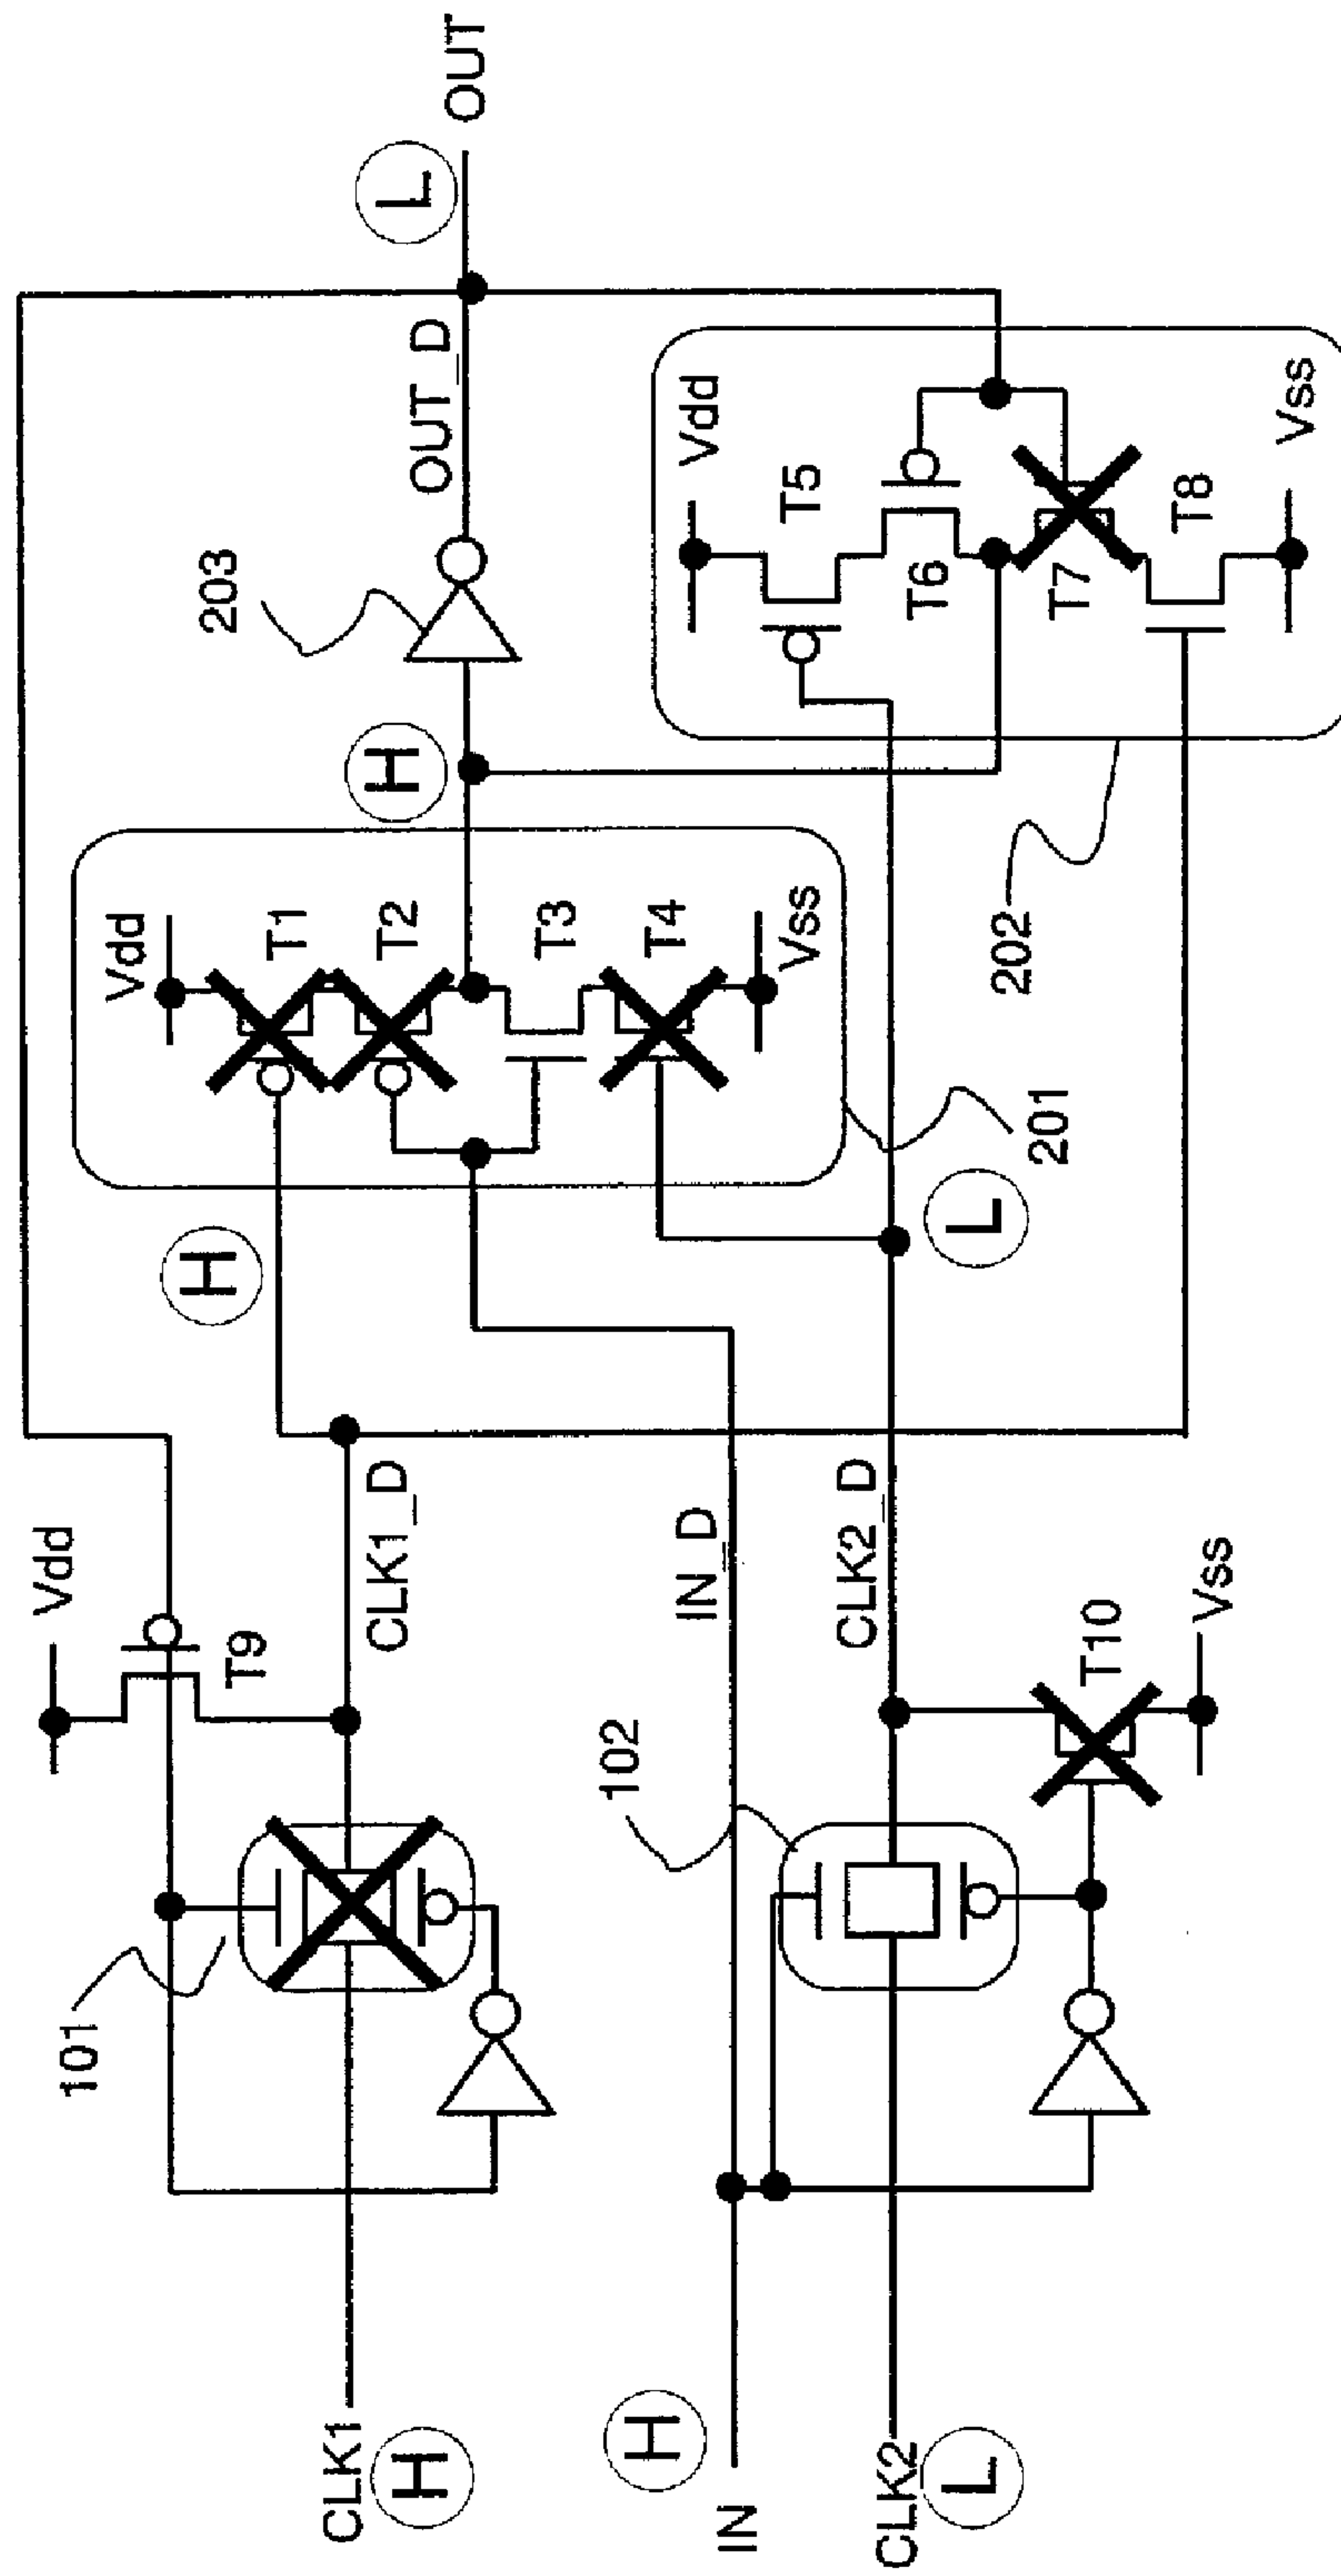 CLK1
H
IN
H
CLK2
L
101
Vdd
T9
CLK1_D
IN_D
102
CLK2_D
T10
Vss
H
Vdd
T1
T2
T3
T4
Vss
201
L
H
203
OUT_D
L
OUT
202
Vdd
T5
T6
T7
T8
Vss